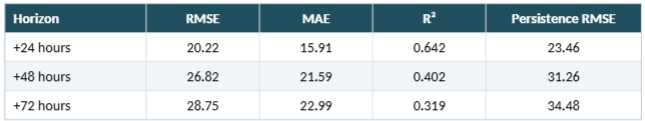 Horizon RMSE MAE R² Persistence RMSE
+24 hours 20.22 15.91 0.642 23.46
+48 hours 26.82 21.59 0.402 31.26
+72 hours 28.75 22.99 0.319 34.48